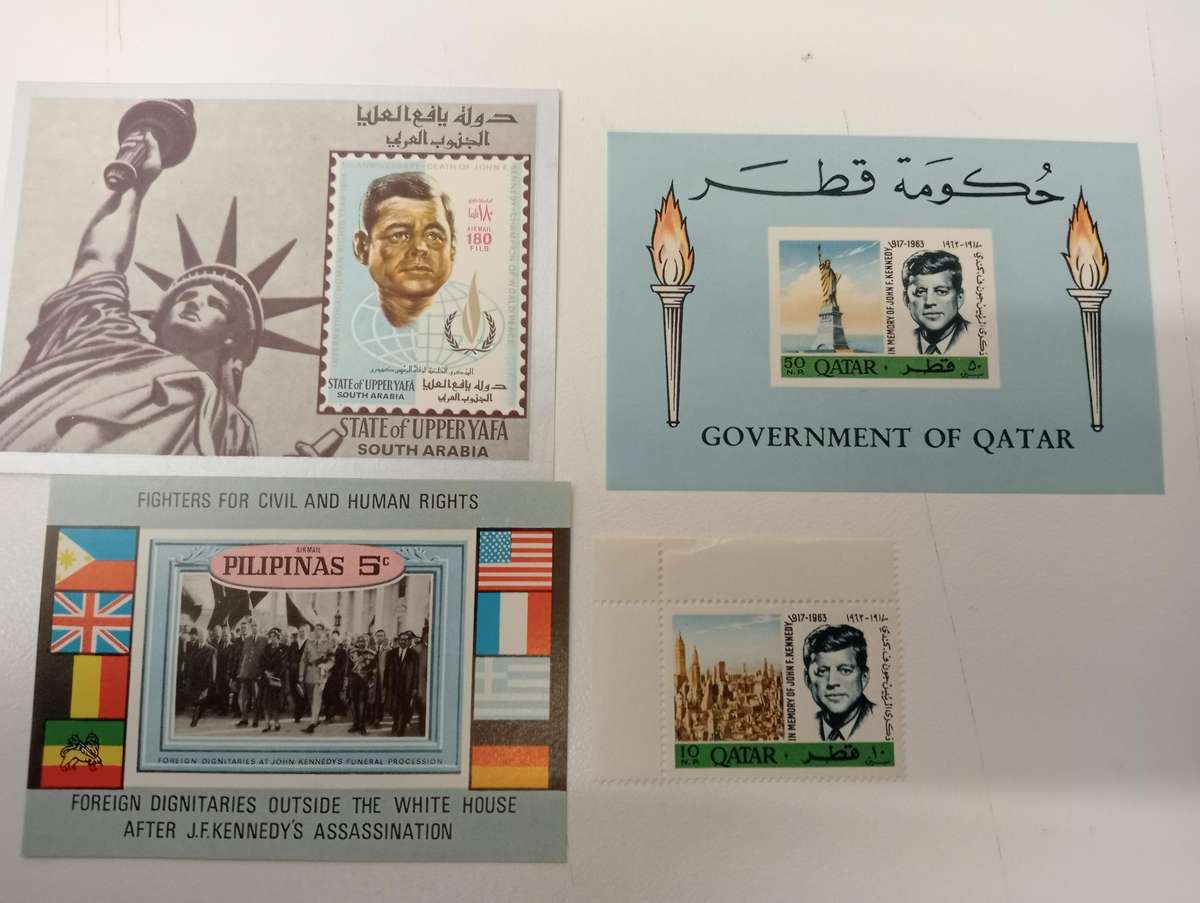 دولة يافع العليا
الجنوب العربي
AIRMAIL
180
FILS
STATE of UPPER YAFA
SOUTH ARABIA
دولة يافع العليا
الجنوب العربي
STATE of UPPER YAFA
SOUTH ARABIA
حكومة قطر
1917-1963
IN MEMORY OF JOHN F. KENNEDY
50
N.P.
QATAR
قطر
٥٠
GOVERNMENT OF QATAR
FIGHTERS FOR CIVIL AND HUMAN RIGHTS
AIRMAIL
PILIPINAS 5c
FOREIGN DIGNITARIES AT JOHN KENNEDY'S FUNERAL PROCESSION
FOREIGN DIGNITARIES OUTSIDE THE WHITE HOUSE
AFTER J.F.KENNEDY'S ASSASSINATION
1917-1963
IN MEMORY OF JOHN F. KENNEDY
10
N.P.
QATAR
قطر
١٠